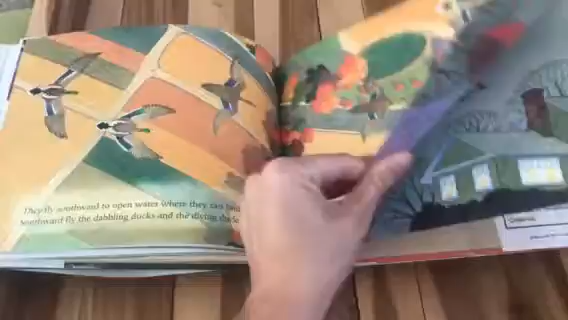 They fly southward to open water where they can
Southward fly the dabbling ducks and the diving